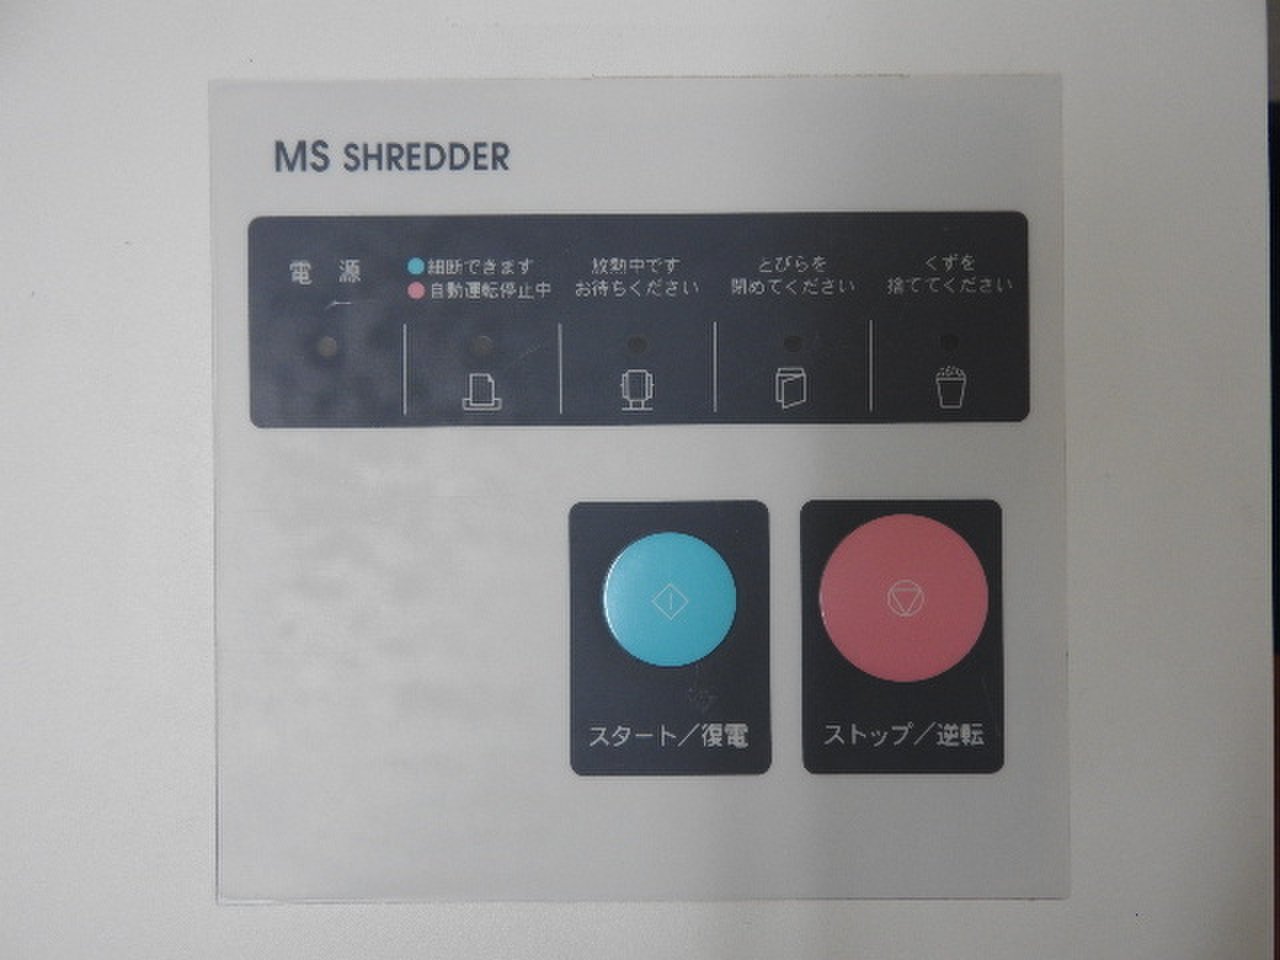 MS SHREDDER
電 源
細断できます
自動運転停止中
放熱中です
お待ちください
とびらを
閉めてください
くずを
捨ててください
スタート／復電
ストップ／逆転